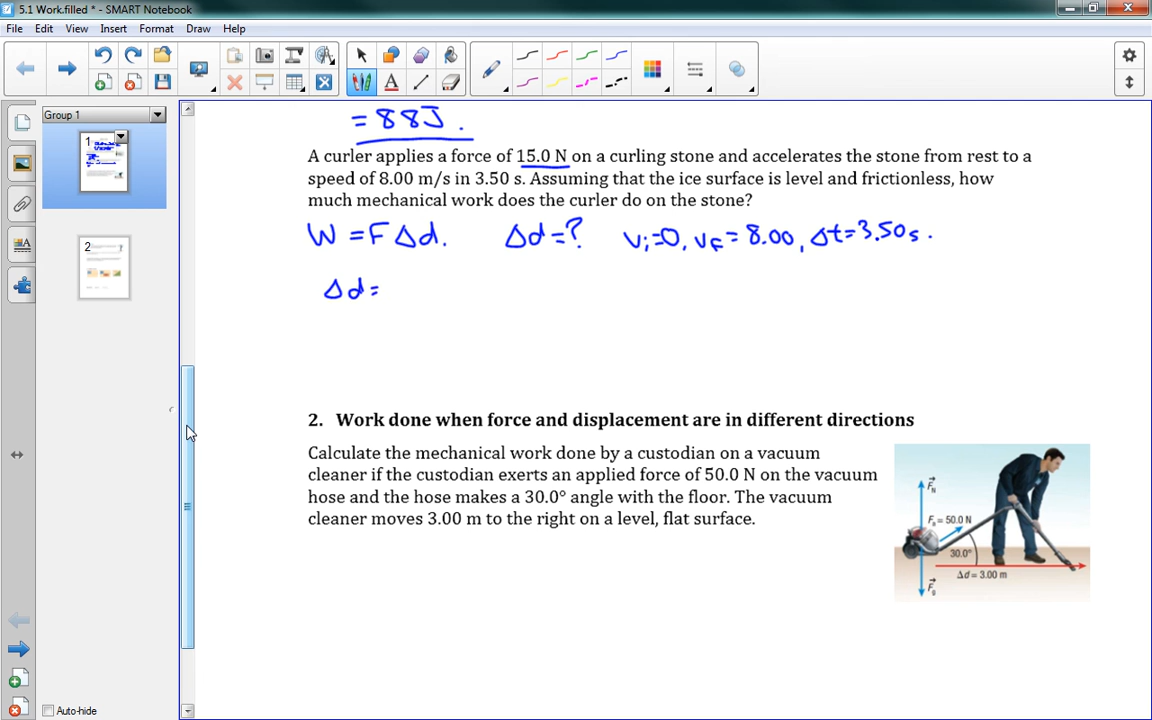 5.1 Work.filled * - SMART Notebook
File Edit View Insert Format Draw Help
Group 1
1
2
= 88J.
A curler applies a force of 15.0 N on a curling stone and accelerates the stone from rest to a
speed of 8.00 m/s in 3.50 s. Assuming that the ice surface is level and frictionless, how
much mechanical work does the curler do on the stone?
W = F Δd. Δd = ? vi=0, vf = 8.00, Δt=3.50s.
Δd =
2. Work done when force and displacement are in different directions
Calculate the mechanical work done by a custodian on a vacuum
cleaner if the custodian exerts an applied force of 50.0 N on the vacuum
hose and the hose makes a 30.0° angle with the floor. The vacuum
cleaner moves 3.00 m to the right on a level, flat surface.
F⃗N
Fa = 50.0 N
30.0°
Δd = 3.00 m
F⃗g
Auto-hide